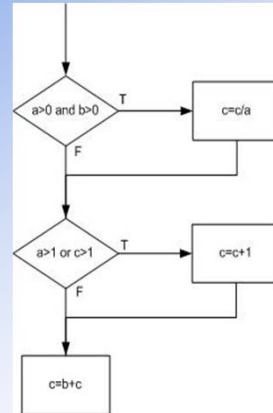 a>0 and b>0
T
c=c/a
F
a>1 or c>1
T
c=c+1
F
c=b+c